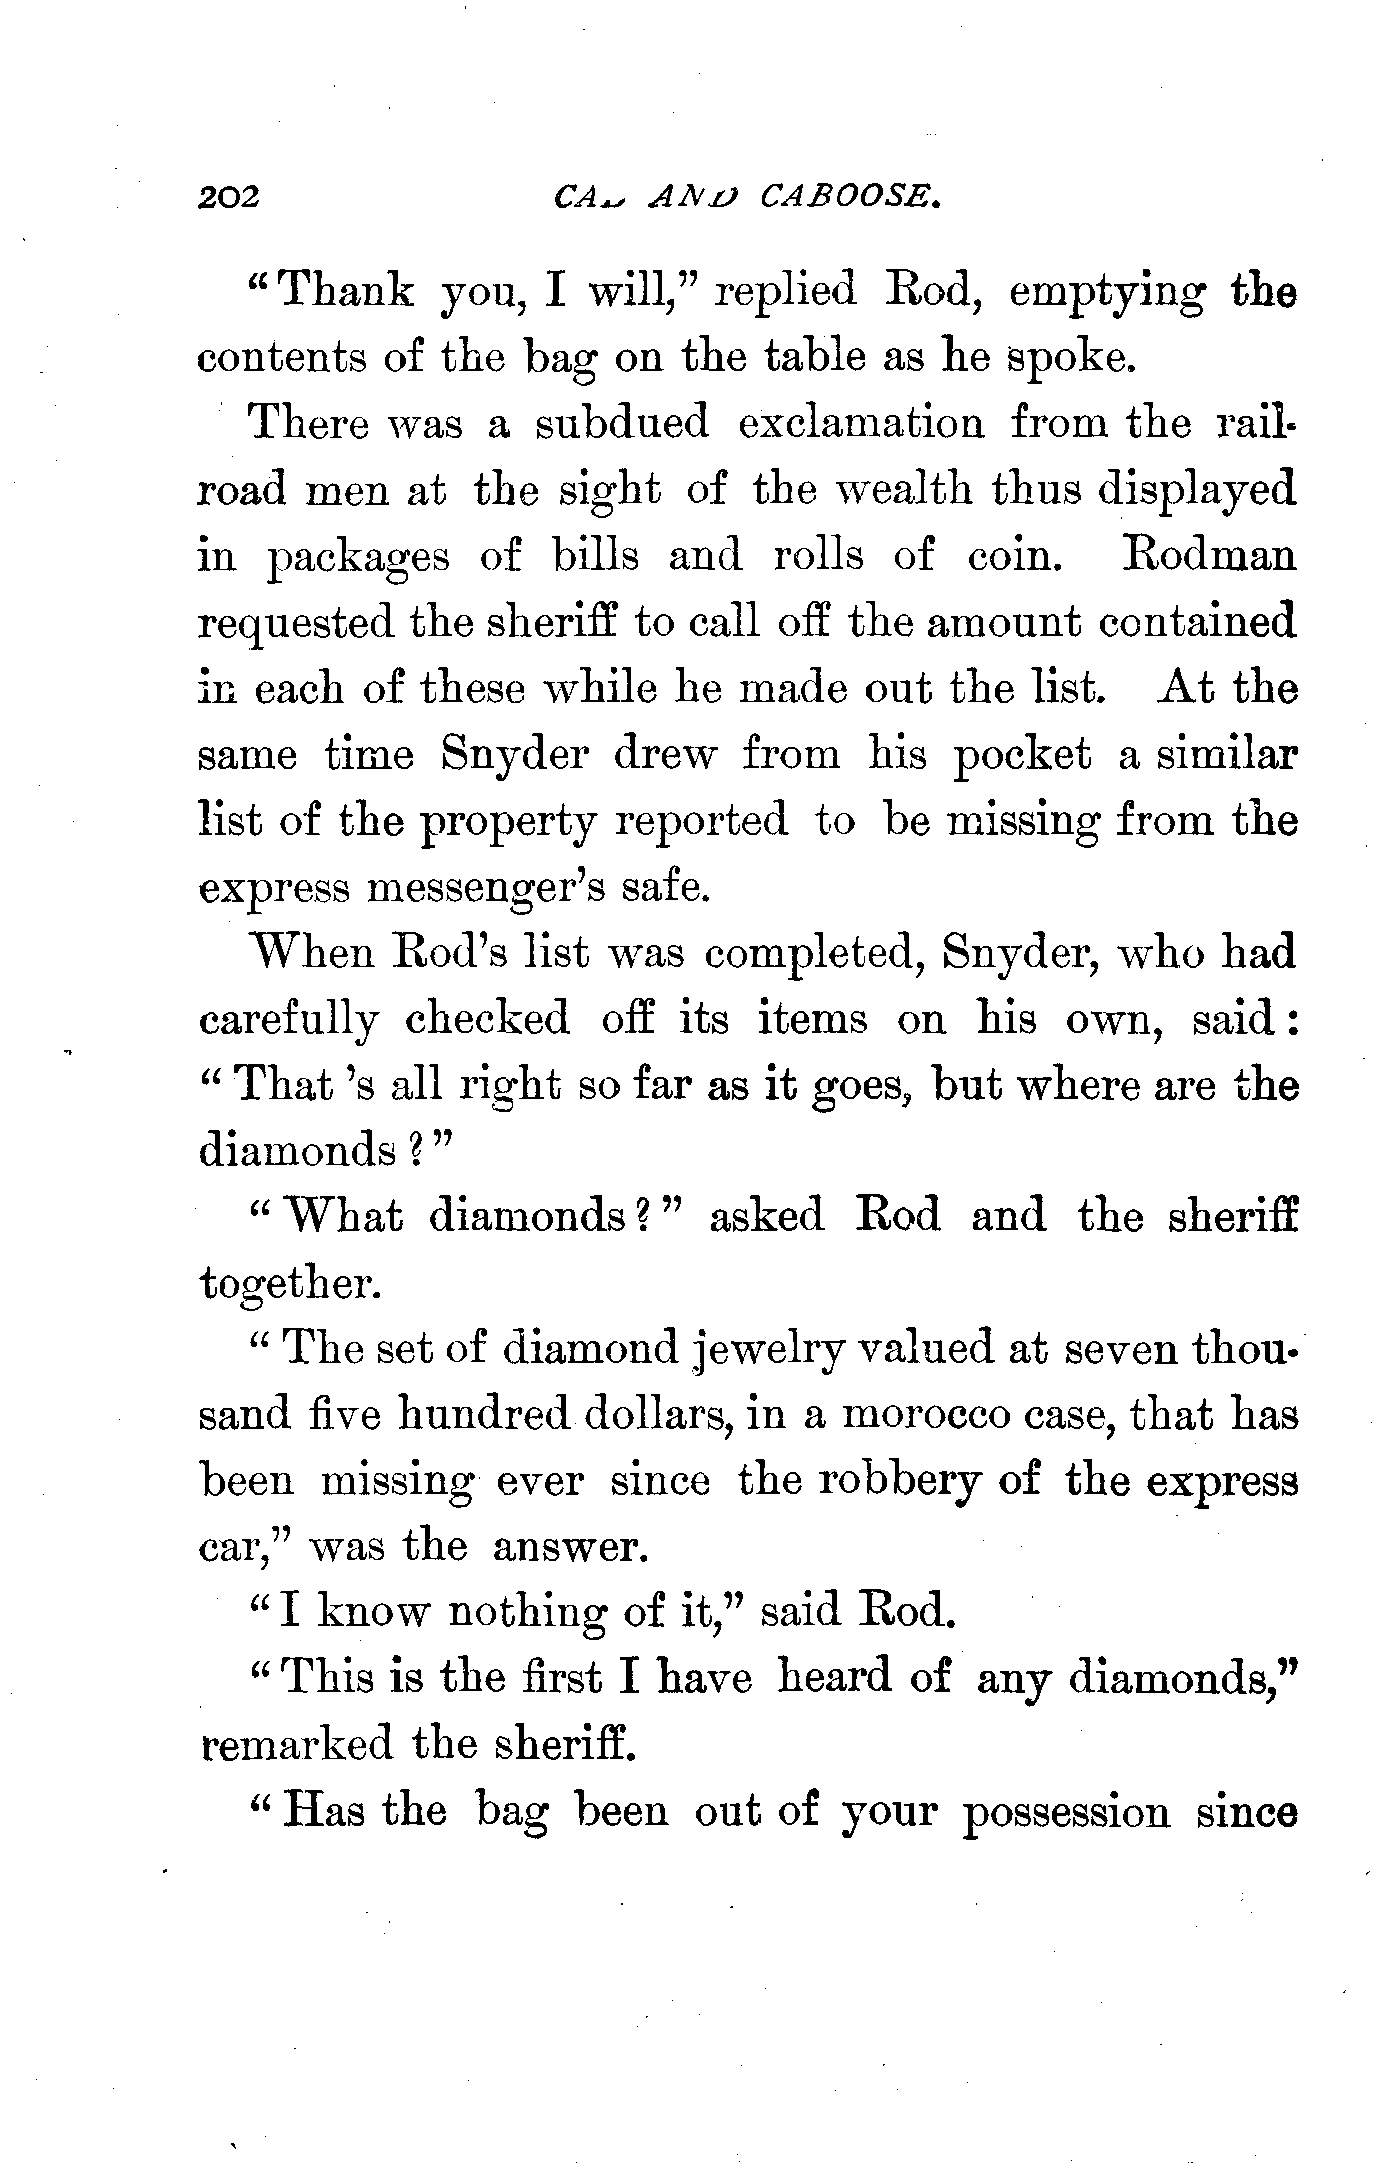 202 CAB AND CABOOSE.
“Thank you, I will,” replied Rod, emptying the
contents of the bag on the table as he spoke.
There was a subdued exclamation from the rail-
road men at the sight of the wealth thus displayed
in packages of bills and rolls of coin. Rodman
requested the sheriff to call off the amount contained
in each of these while he made out the list. At the
same time Snyder drew from his pocket a similar
list of the property reported to be missing from the
express messenger’s safe.
When Rod’s list was completed, Snyder, who had
carefully checked off its items on his own, said:
“That ’s all right so far as it goes, but where are the
diamonds?”
“What diamonds?” asked Rod and the sheriff
together.
“The set of diamond jewelry valued at seven thou-
sand five hundred dollars, in a morocco case, that has
been missing ever since the robbery of the express
car,” was the answer.
“I know nothing of it,” said Rod.
“This is the first I have heard of any diamonds,”
remarked the sheriff.
“Has the bag been out of your possession since